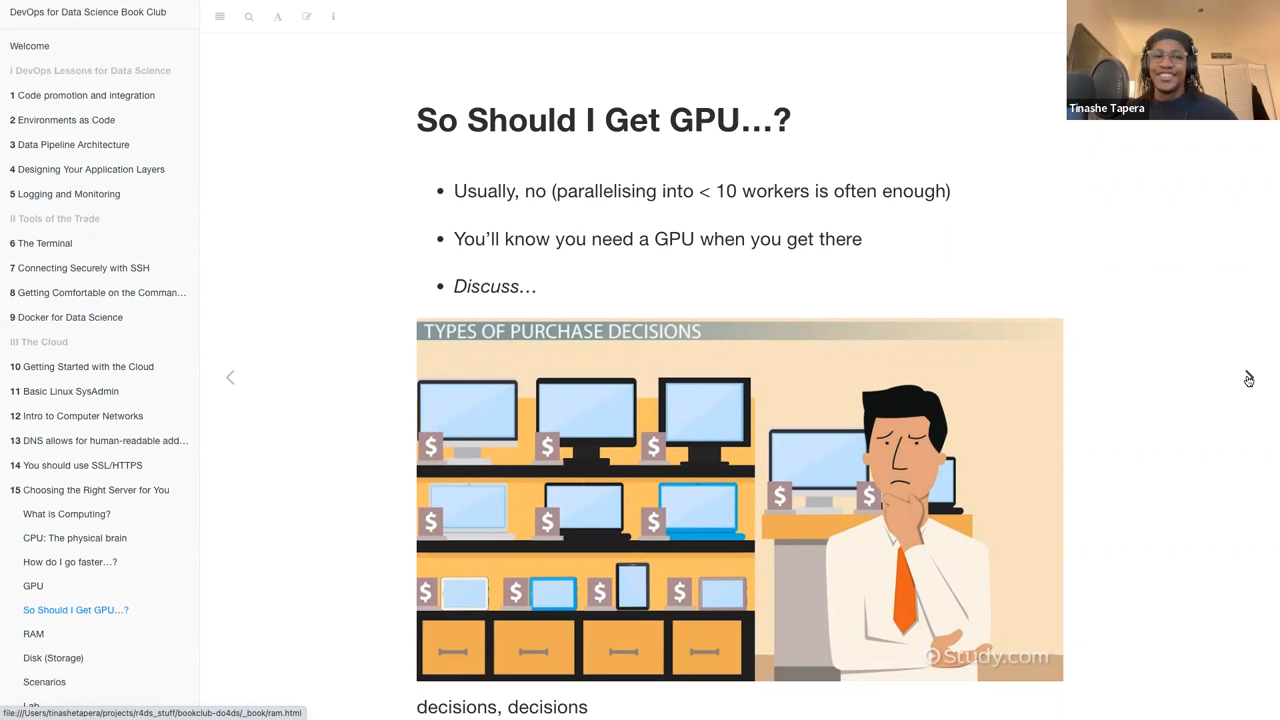 DevOps for Data Science Book Club
Welcome
I DevOps Lessons for Data Science
1 Code promotion and integration
2 Environments as Code
3 Data Pipeline Architecture
4 Designing Your Application Layers
5 Logging and Monitoring
II Tools of the Trade
6 The Terminal
7 Connecting Securely with SSH
8 Getting Comfortable on the Comman…
9 Docker for Data Science
III The Cloud
10 Getting Started with the Cloud
11 Basic Linux SysAdmin
12 Intro to Computer Networks
13 DNS allows for human-readable add…
14 You should use SSL/HTTPS
15 Choosing the Right Server for You
What is Computing?
CPU: The physical brain
How do I go faster…?
GPU
So Should I Get GPU…?
RAM
Disk (Storage)
Scenarios
Lab
file:///Users/tinashetapera/projects/r4ds_stuff/bookclub-do4ds/_book/ram.html
So Should I Get GPU…?
• Usually, no (parallelising into < 10 workers is often enough)
• You’ll know you need a GPU when you get there
• Discuss…
TYPES OF PURCHASE DECISIONS
$ $ $
$ $
$ $ $
$ $ $ $
Study.com
decisions, decisions
Tinashe Tapera